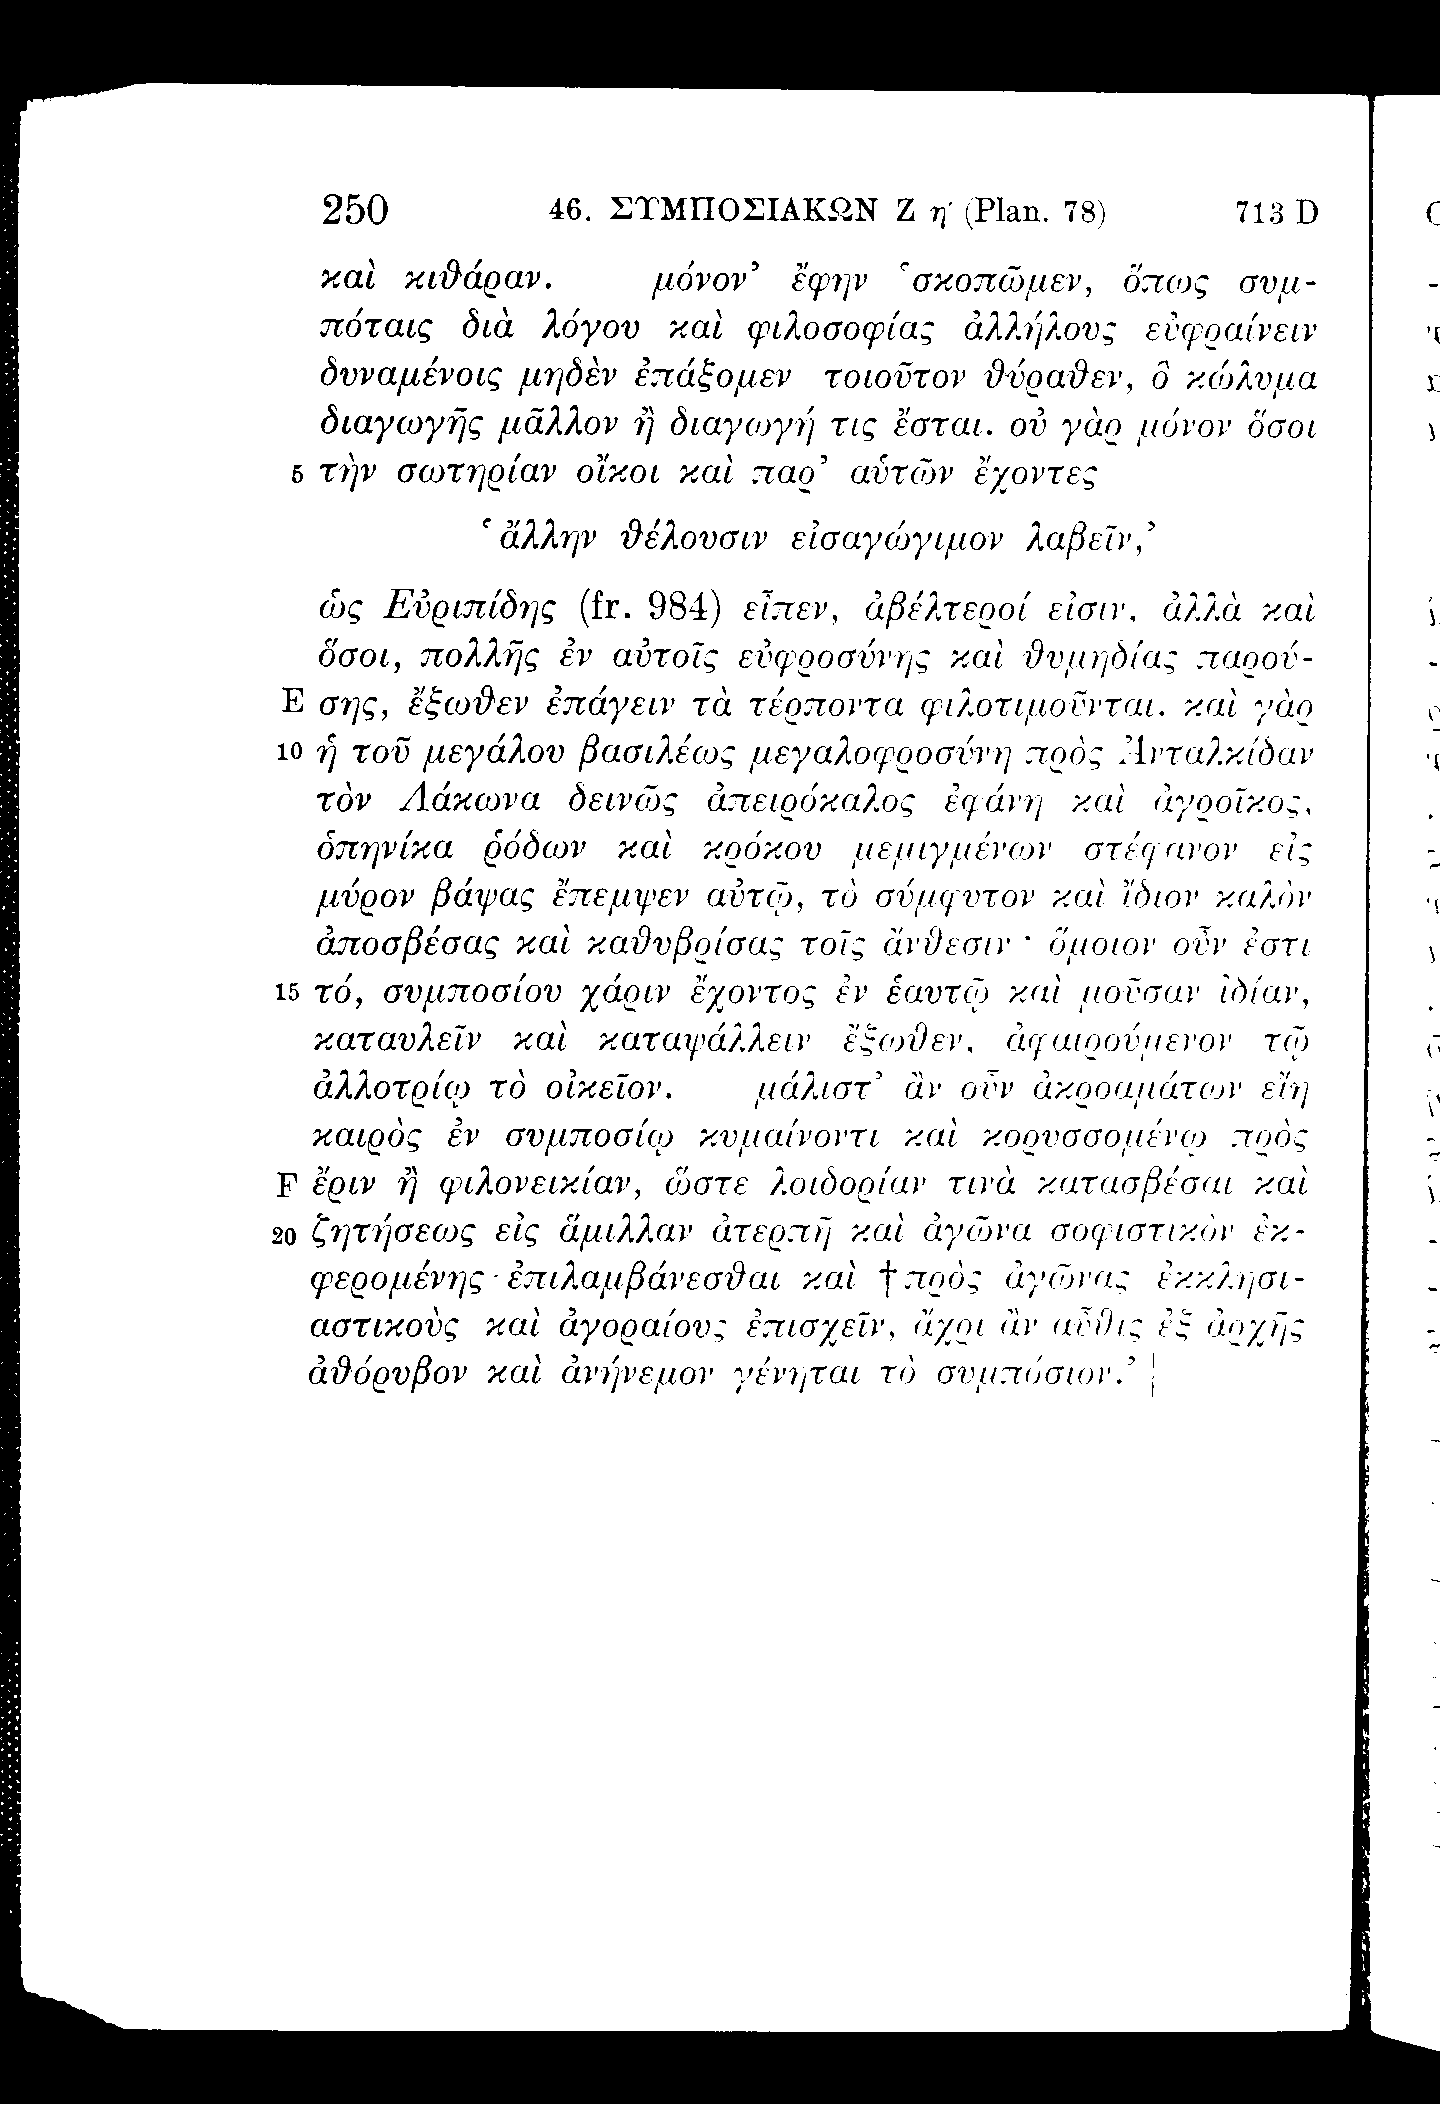 250 46. ΣΥΜΠΟΣΙΑΚΩΝ Ζ η′ (Plan. 78) 713 D
καὶ κιθάραν. μόνον’ ἔφην ‘σκοπῶμεν, ὅπως συμ-
πόταις διὰ λόγου καὶ φιλοσοφίας ἀλλήλους εὐφραίνειν
δυναμένοις μηδὲν ἐπάξομεν τοιοῦτον θύραθεν, ὃ κώλυμα
διαγωγῆς μᾶλλον ἢ διαγωγή τις ἔσται. οὐ γὰρ μόνον ὅσοι
5 τὴν σωτηρίαν οἴκοι καὶ παρ’ αὑτῶν ἔχοντες
‘ἄλλην θέλουσιν εἰσαγώγιμον λαβεῖν,’
ὡς Εὐριπίδης (fr. 984) εἶπεν, ἀβέλτεροί εἰσιν, ἀλλὰ καὶ
ὅσοι, πολλῆς ἐν αὐτοῖς εὐφροσύνης καὶ θυμηδίας παρού-
E σης, ἔξωθεν ἐπάγειν τὰ τέρποντα φιλοτιμοῦνται. καὶ γὰρ
10 ἡ τοῦ μεγάλου βασιλέως μεγαλοφροσύνη πρὸς Ἀνταλκίδαν
τὸν Λάκωνα δεινῶς ἀπειρόκαλος ἐφάνη καὶ ἀγροῖκος,
ὁπηνίκα ῥόδων καὶ κρόκου μεμιγμένων στέφανον εἰς
μύρον βάψας ἔπεμψεν αὐτῷ, τὸ σύμφυτον καὶ ἴδιον καλὸν
ἀποσβέσας καὶ καθυβρίσας τοῖς ἄνθεσιν · ὅμοιον οὖν ἐστι
15 τό, συμποσίου χάριν ἔχοντος ἐν ἑαυτῷ καὶ μοῦσαν ἰδίαν,
καταυλεῖν καὶ καταψάλλειν ἔξωθεν, ἀφαιρούμενον τῷ
ἀλλοτρίῳ τὸ οἰκεῖον. μάλιστ’ ἂν οὖν ἀκροαμάτων εἴη
καιρὸς ἐν συμποσίῳ κυμαίνοντι καὶ κορυσσομένῳ πρὸς
F ἔριν ἢ φιλονεικίαν, ὥστε λοιδορίαν τινὰ κατασβέσαι καὶ
20 ζητήσεως εἰς ἅμιλλαν ἀτερπῆ καὶ ἀγῶνα σοφιστικὸν ἐκ-
φερομένης · ἐπιλαμβάνεσθαι καὶ † πρὸς ἀγῶνας ἐκκλησι-
αστικοὺς καὶ ἀγοραίους ἐπισχεῖν, ἄχρι ἂν αὖθις ἐξ ἀρχῆς
ἀθόρυβον καὶ ἀνήνεμον γένηται τὸ συμπόσιον.’ |